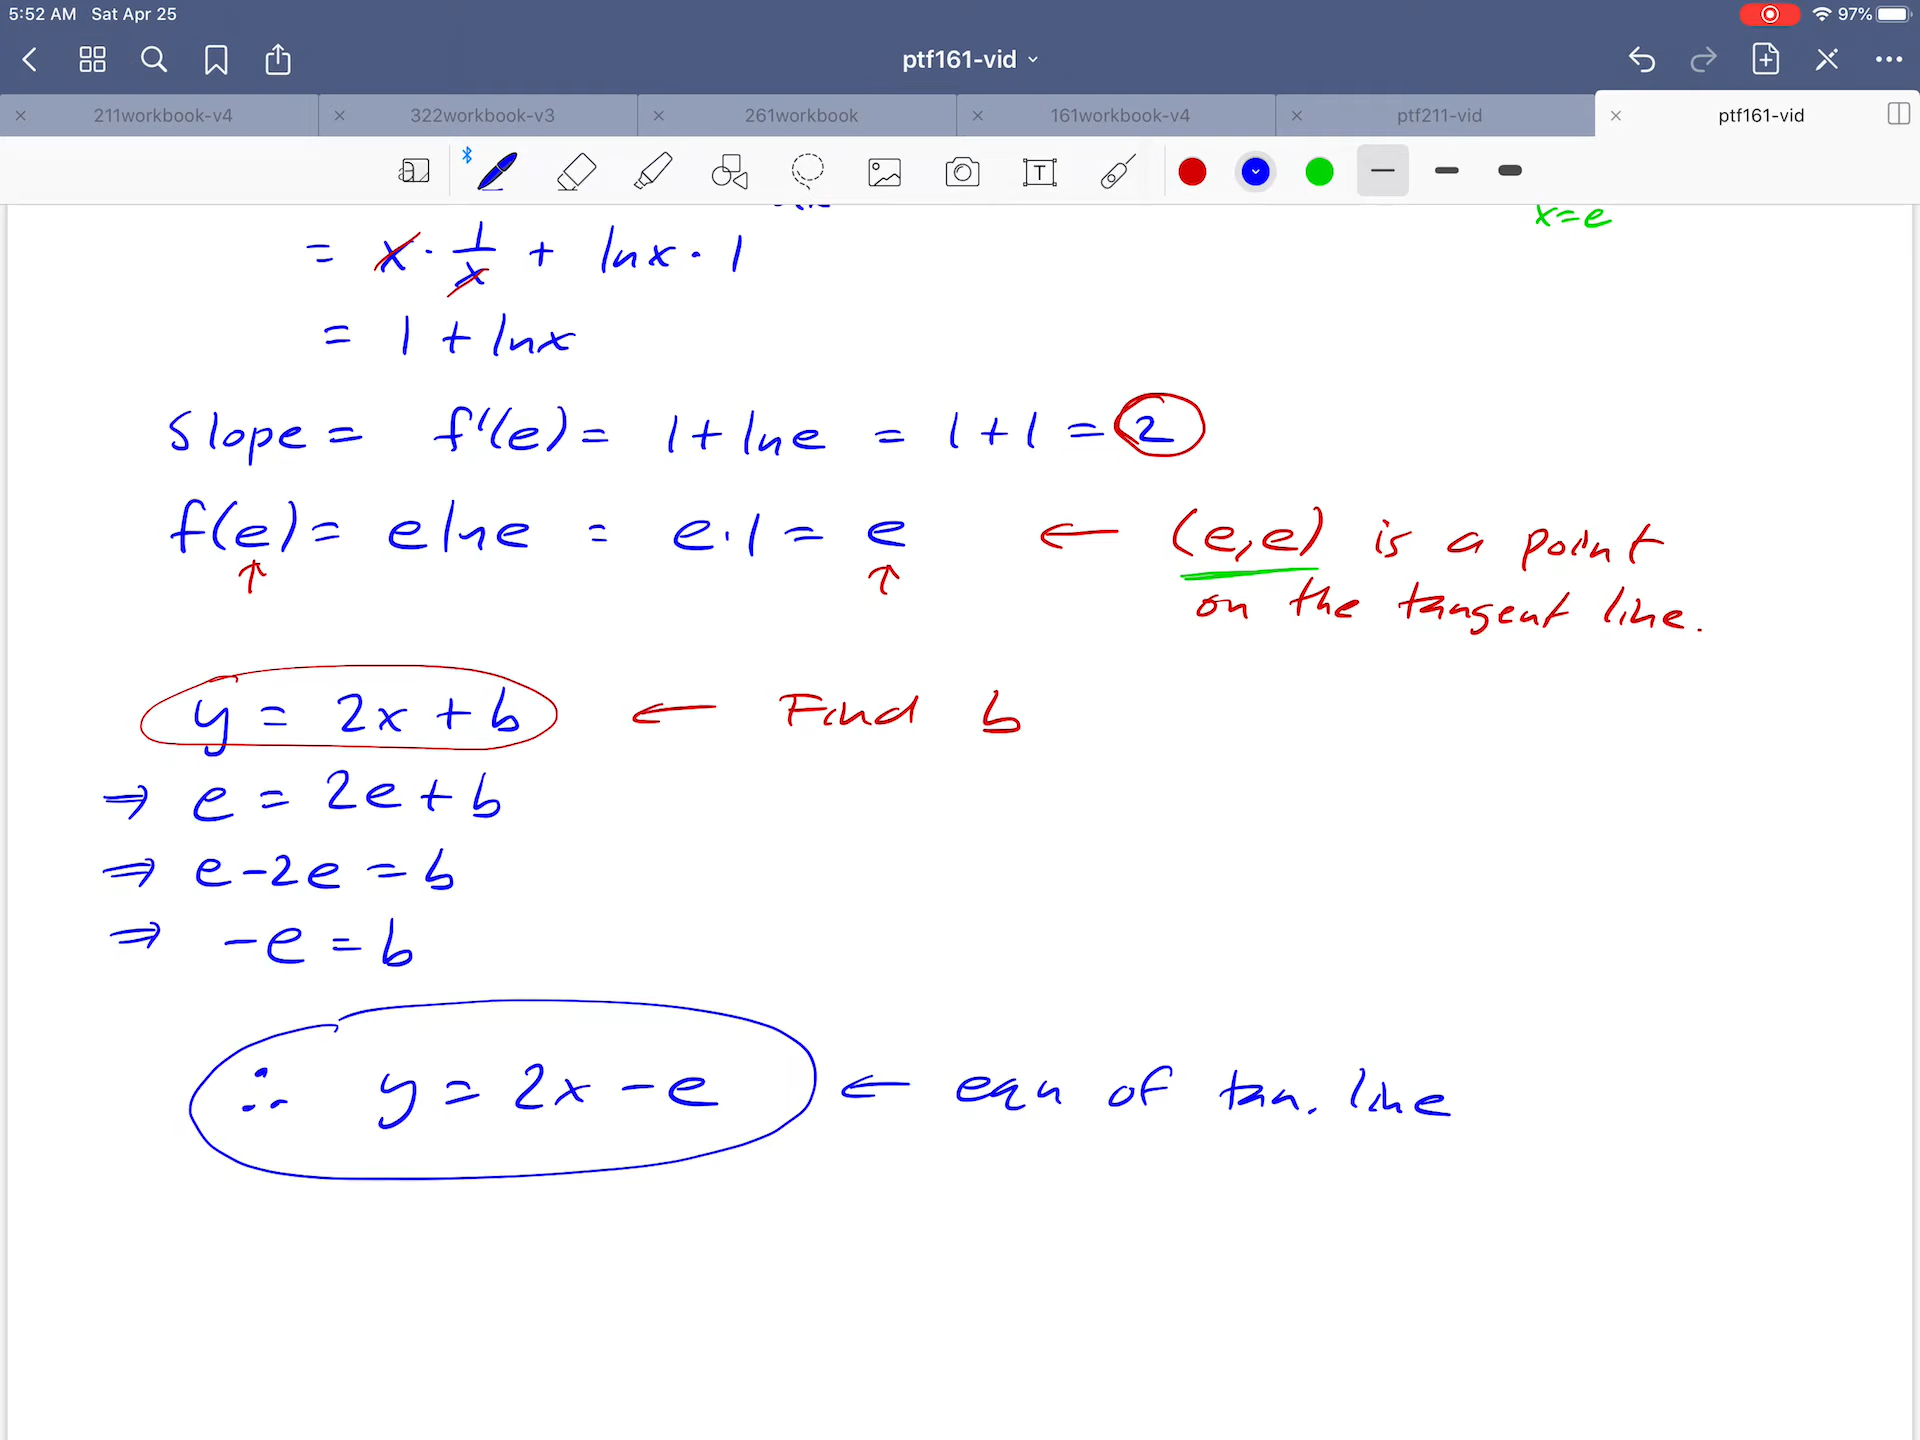 5:52 AM Sat Apr 25 97%
ptf161-vid
211workbook-v4 322workbook-v3 261workbook 161workbook-v4 ptf211-vid ptf161-vid
x=e
= x · 1/x + lnx · 1
= 1 + lnx
Slope = f'(e) = 1 + lne = 1 + 1 = 2
f(e) = elne = e·1 = e ← (e,e) is a point
↑ ↑ on the tangent line.
y = 2x + b ← Find b
⇒ e = 2e + b
⇒ e - 2e = b
⇒ -e = b
∴ y = 2x - e ← eqn of tan. line